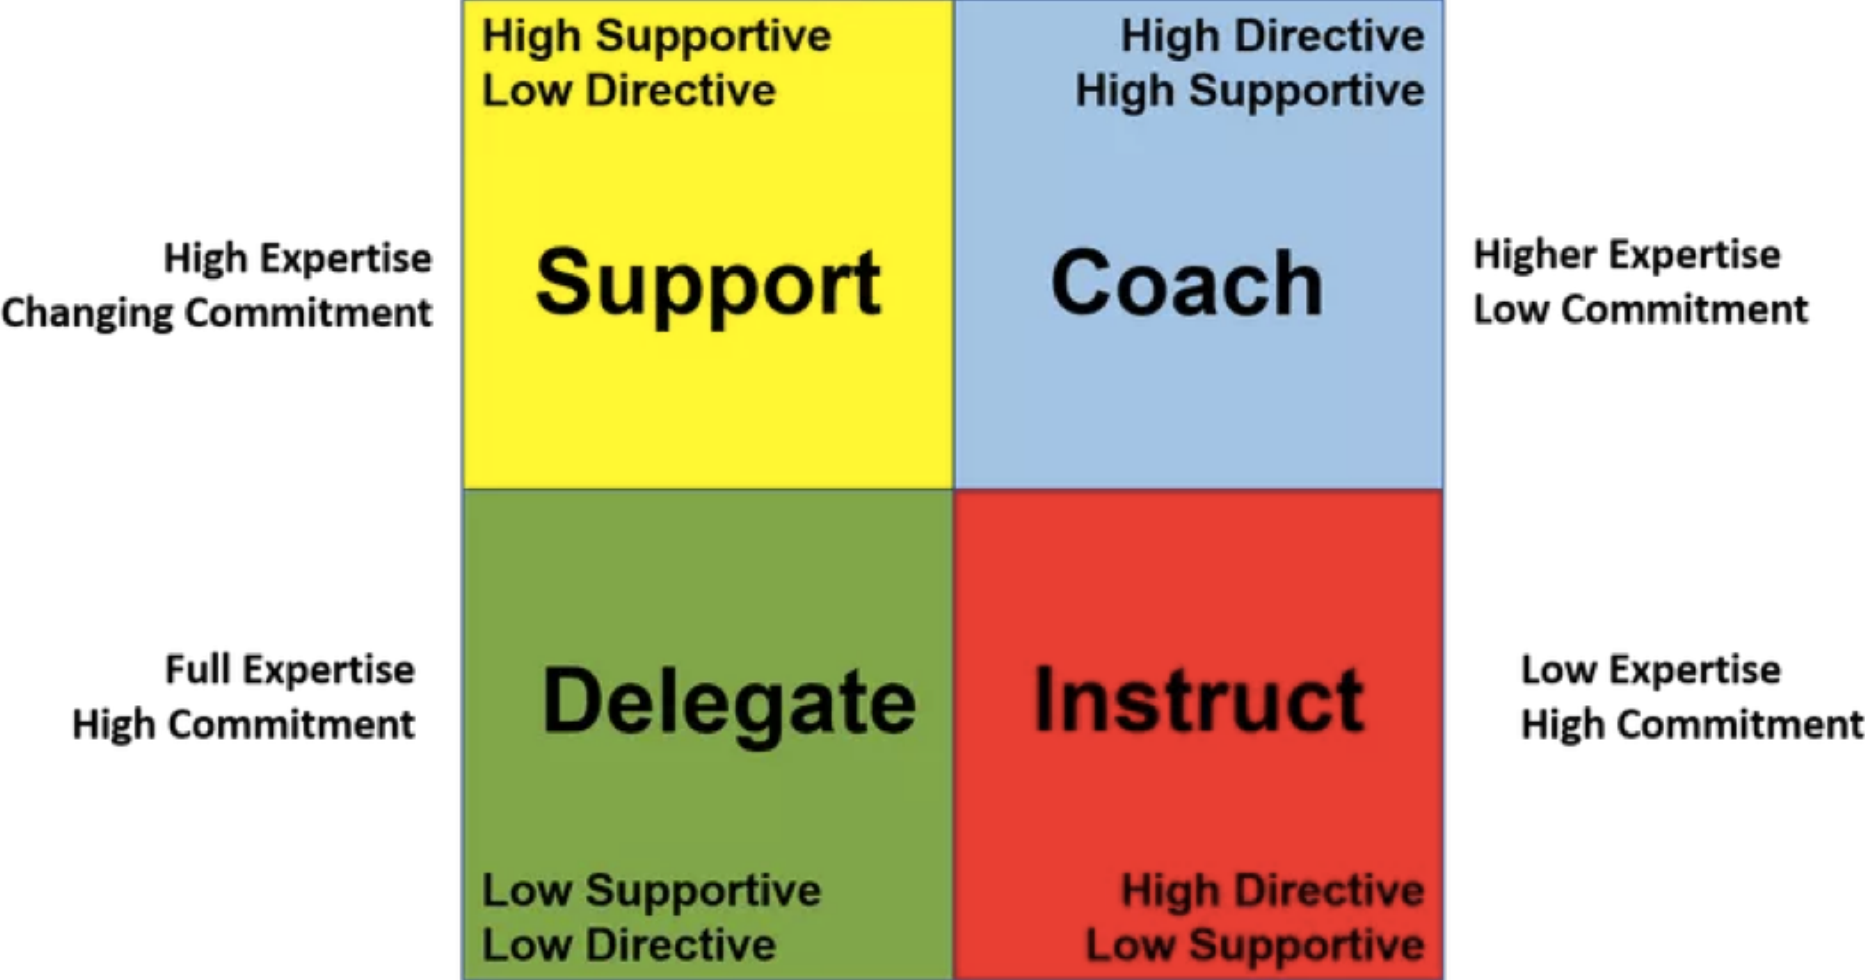 High Supportive
Low Directive
High Directive
High Supportive
High Expertise
Changing Commitment
Support
Coach
Higher Expertise
Low Commitment
Full Expertise
High Commitment
Delegate
Instruct
Low Expertise
High Commitment
Low Supportive
Low Directive
High Directive
Low Supportive